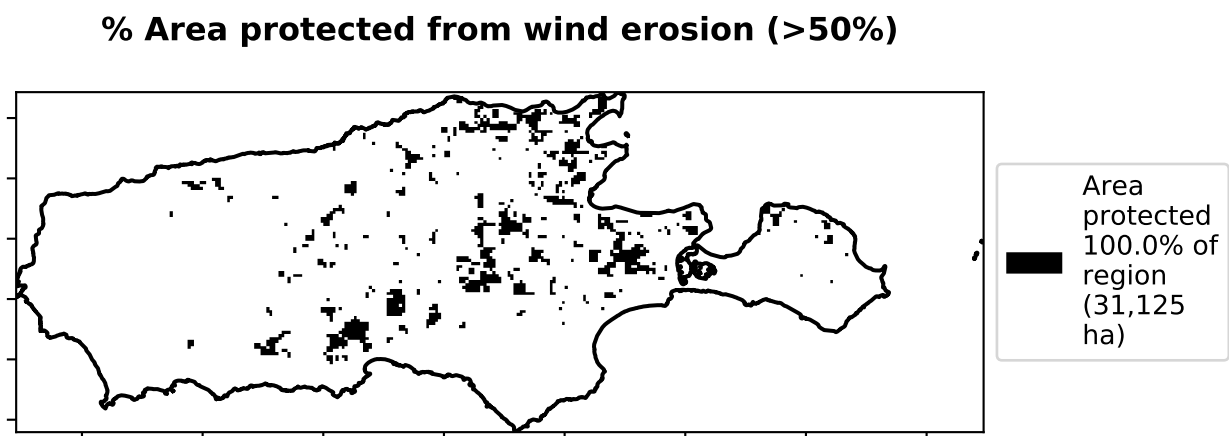 % Area protected from wind erosion (>50%)
Area
protected
100.0% of
region
(31,125
ha)